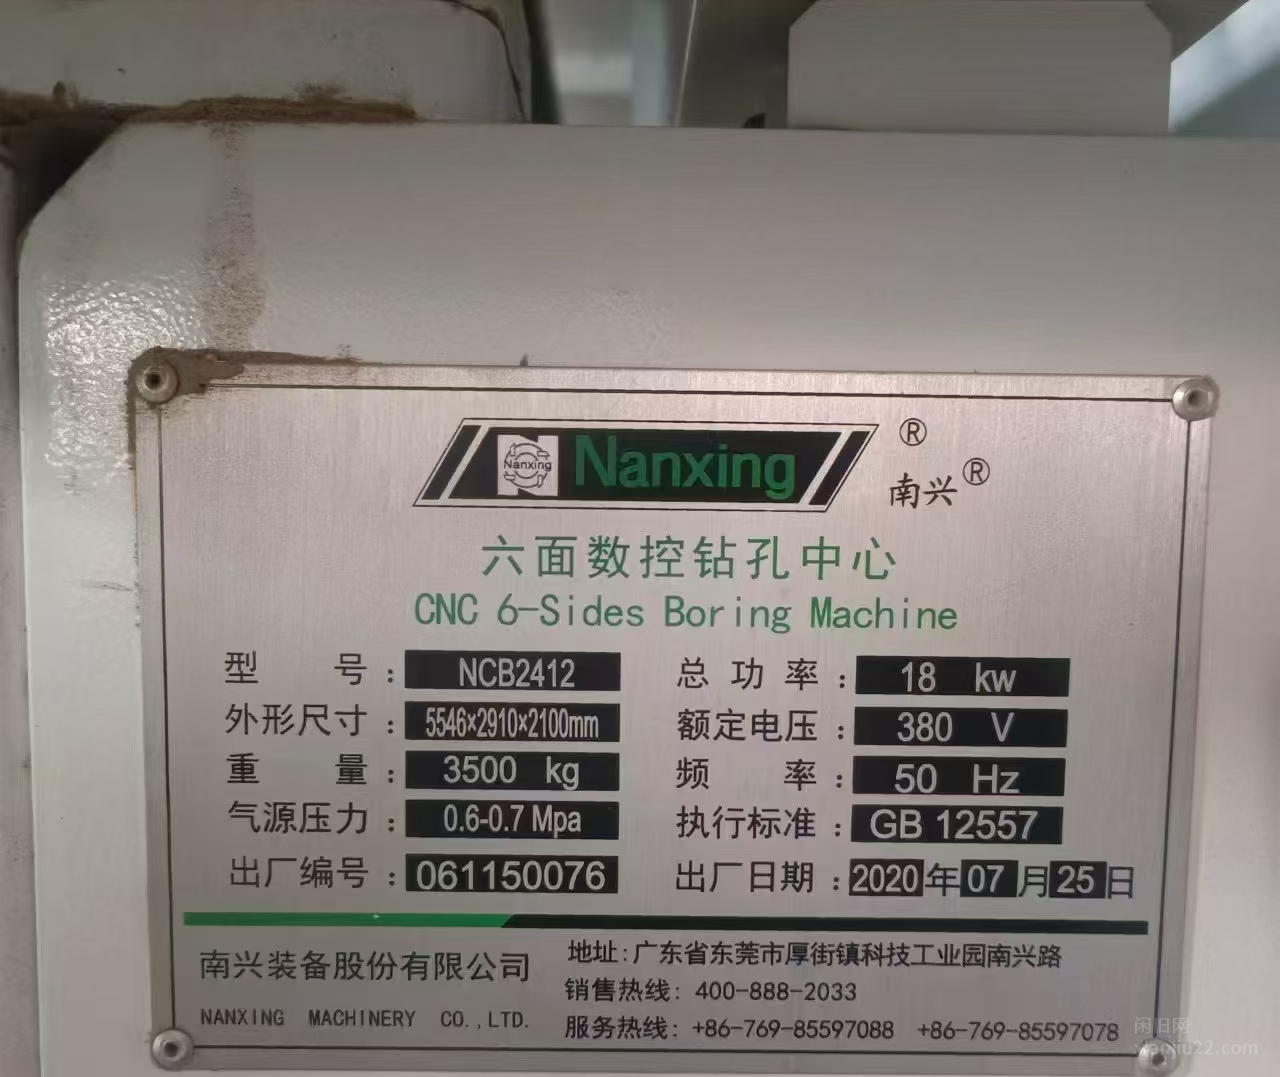 Nanxing Nanxing ®
南兴 ®
六面数控钻孔中心
CNC 6-Sides Boring Machine
型 号 : NCB2412 总 功 率 : 18 kw
外形尺寸 : 5546×2910×2100mm 额定电压 : 380 V
重 量 : 3500 kg 频 率 : 50 Hz
气源压力 : 0.6-0.7 Mpa 执行标准 : GB 12557
出厂编号 : 061150076 出厂日期 : 2020年07月25日
南兴装备股份有限公司
NANXING MACHINERY CO.,LTD.
地址:广东省东莞市厚街镇科技工业园南兴路
销售热线: 400-888-2033
服务热线: +86-769-85597088 +86-769-85597078
闲旧网
xianjiu22.com